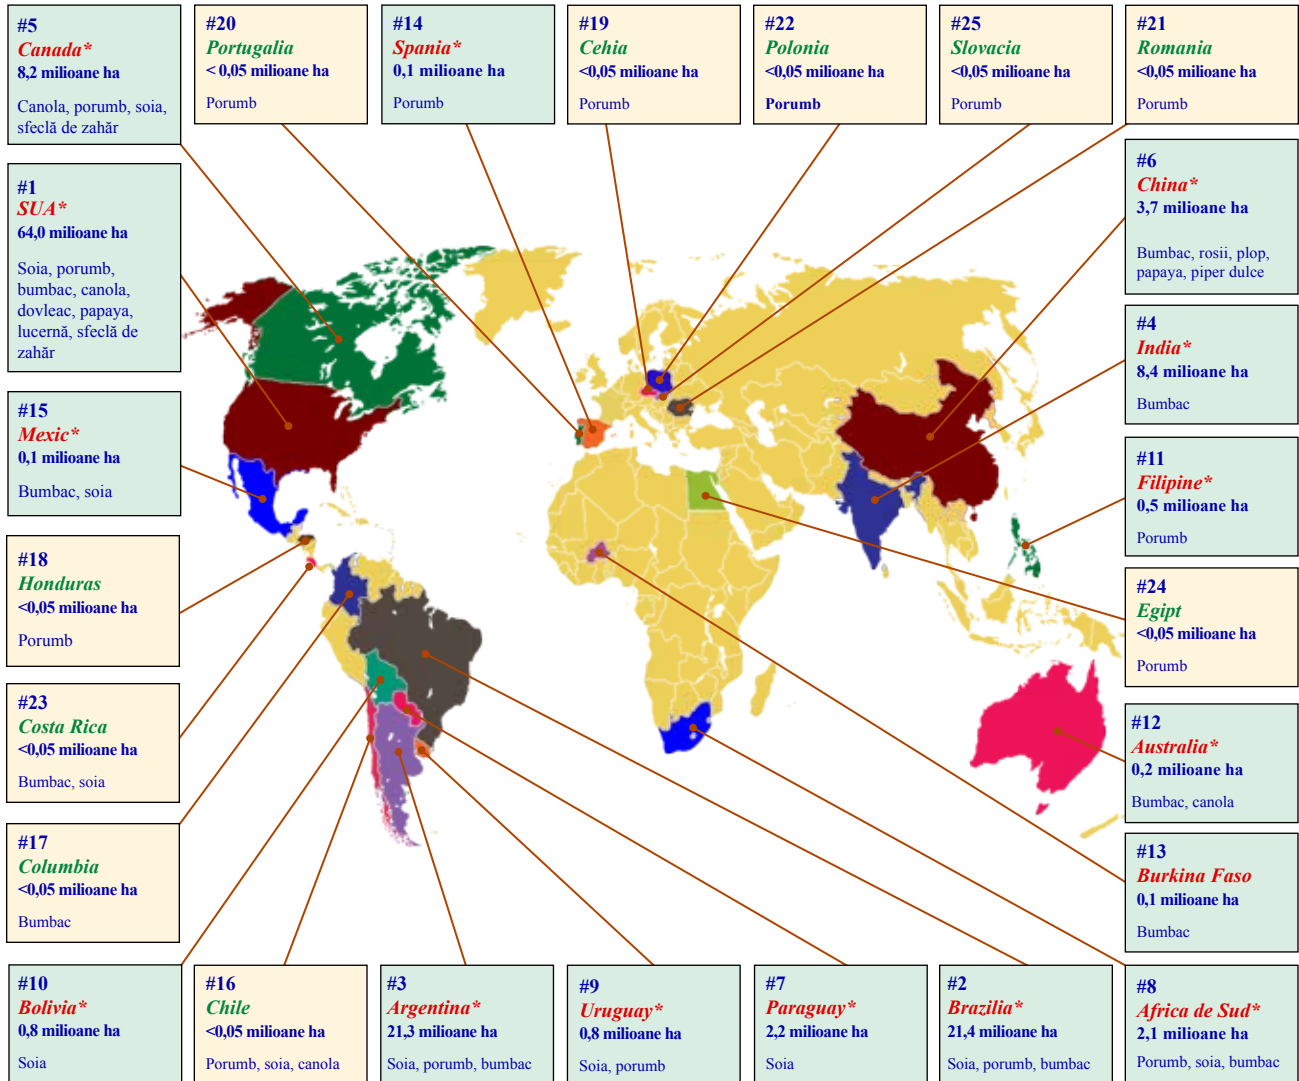 #5
Canada*
8,2 milioane ha
Canola, porumb, soia,
sfeclă de zahăr
#20
Portugalia
< 0,05 milioane ha
Porumb
#14
Spania*
0,1 milioane ha
Porumb
#19
Cehia
<0,05 milioane ha
Porumb
#22
Polonia
<0,05 milioane ha
Porumb
#25
Slovacia
<0,05 milioane ha
Porumb
#21
Romania
<0,05 milioane ha
Porumb
#1
SUA*
64,0 milioane ha
Soia, porumb,
bumbac, canola,
dovleac, papaya,
lucernă, sfeclă de
zahăr
#6
China*
3,7 milioane ha
Bumbac, rosii, plop,
papaya, piper dulce
#4
India*
8,4 milioane ha
Bumbac
#15
Mexic*
0,1 milioane ha
Bumbac, soia
#11
Filipine*
0,5 milioane ha
Porumb
#18
Honduras
<0,05 milioane ha
Porumb
#24
Egipt
<0,05 milioane ha
Porumb
#23
Costa Rica
<0,05 milioane ha
Bumbac, soia
#12
Australia*
0,2 milioane ha
Bumbac, canola
#17
Columbia
<0,05 milioane ha
Bumbac
#13
Burkina Faso
0,1 milioane ha
Bumbac
#10
Bolivia*
0,8 milioane ha
Soia
#16
Chile
<0,05 milioane ha
Porumb, soia, canola
#3
Argentina*
21,3 milioane ha
Soia, porumb, bumbac
#9
Uruguay*
0,8 milioane ha
Soia, porumb
#7
Paraguay*
2,2 milioane ha
Soia
#2
Brazilia*
21,4 milioane ha
Soia, porumb, bumbac
#8
Africa de Sud*
2,1 milioane ha
Porumb, soia, bumbac